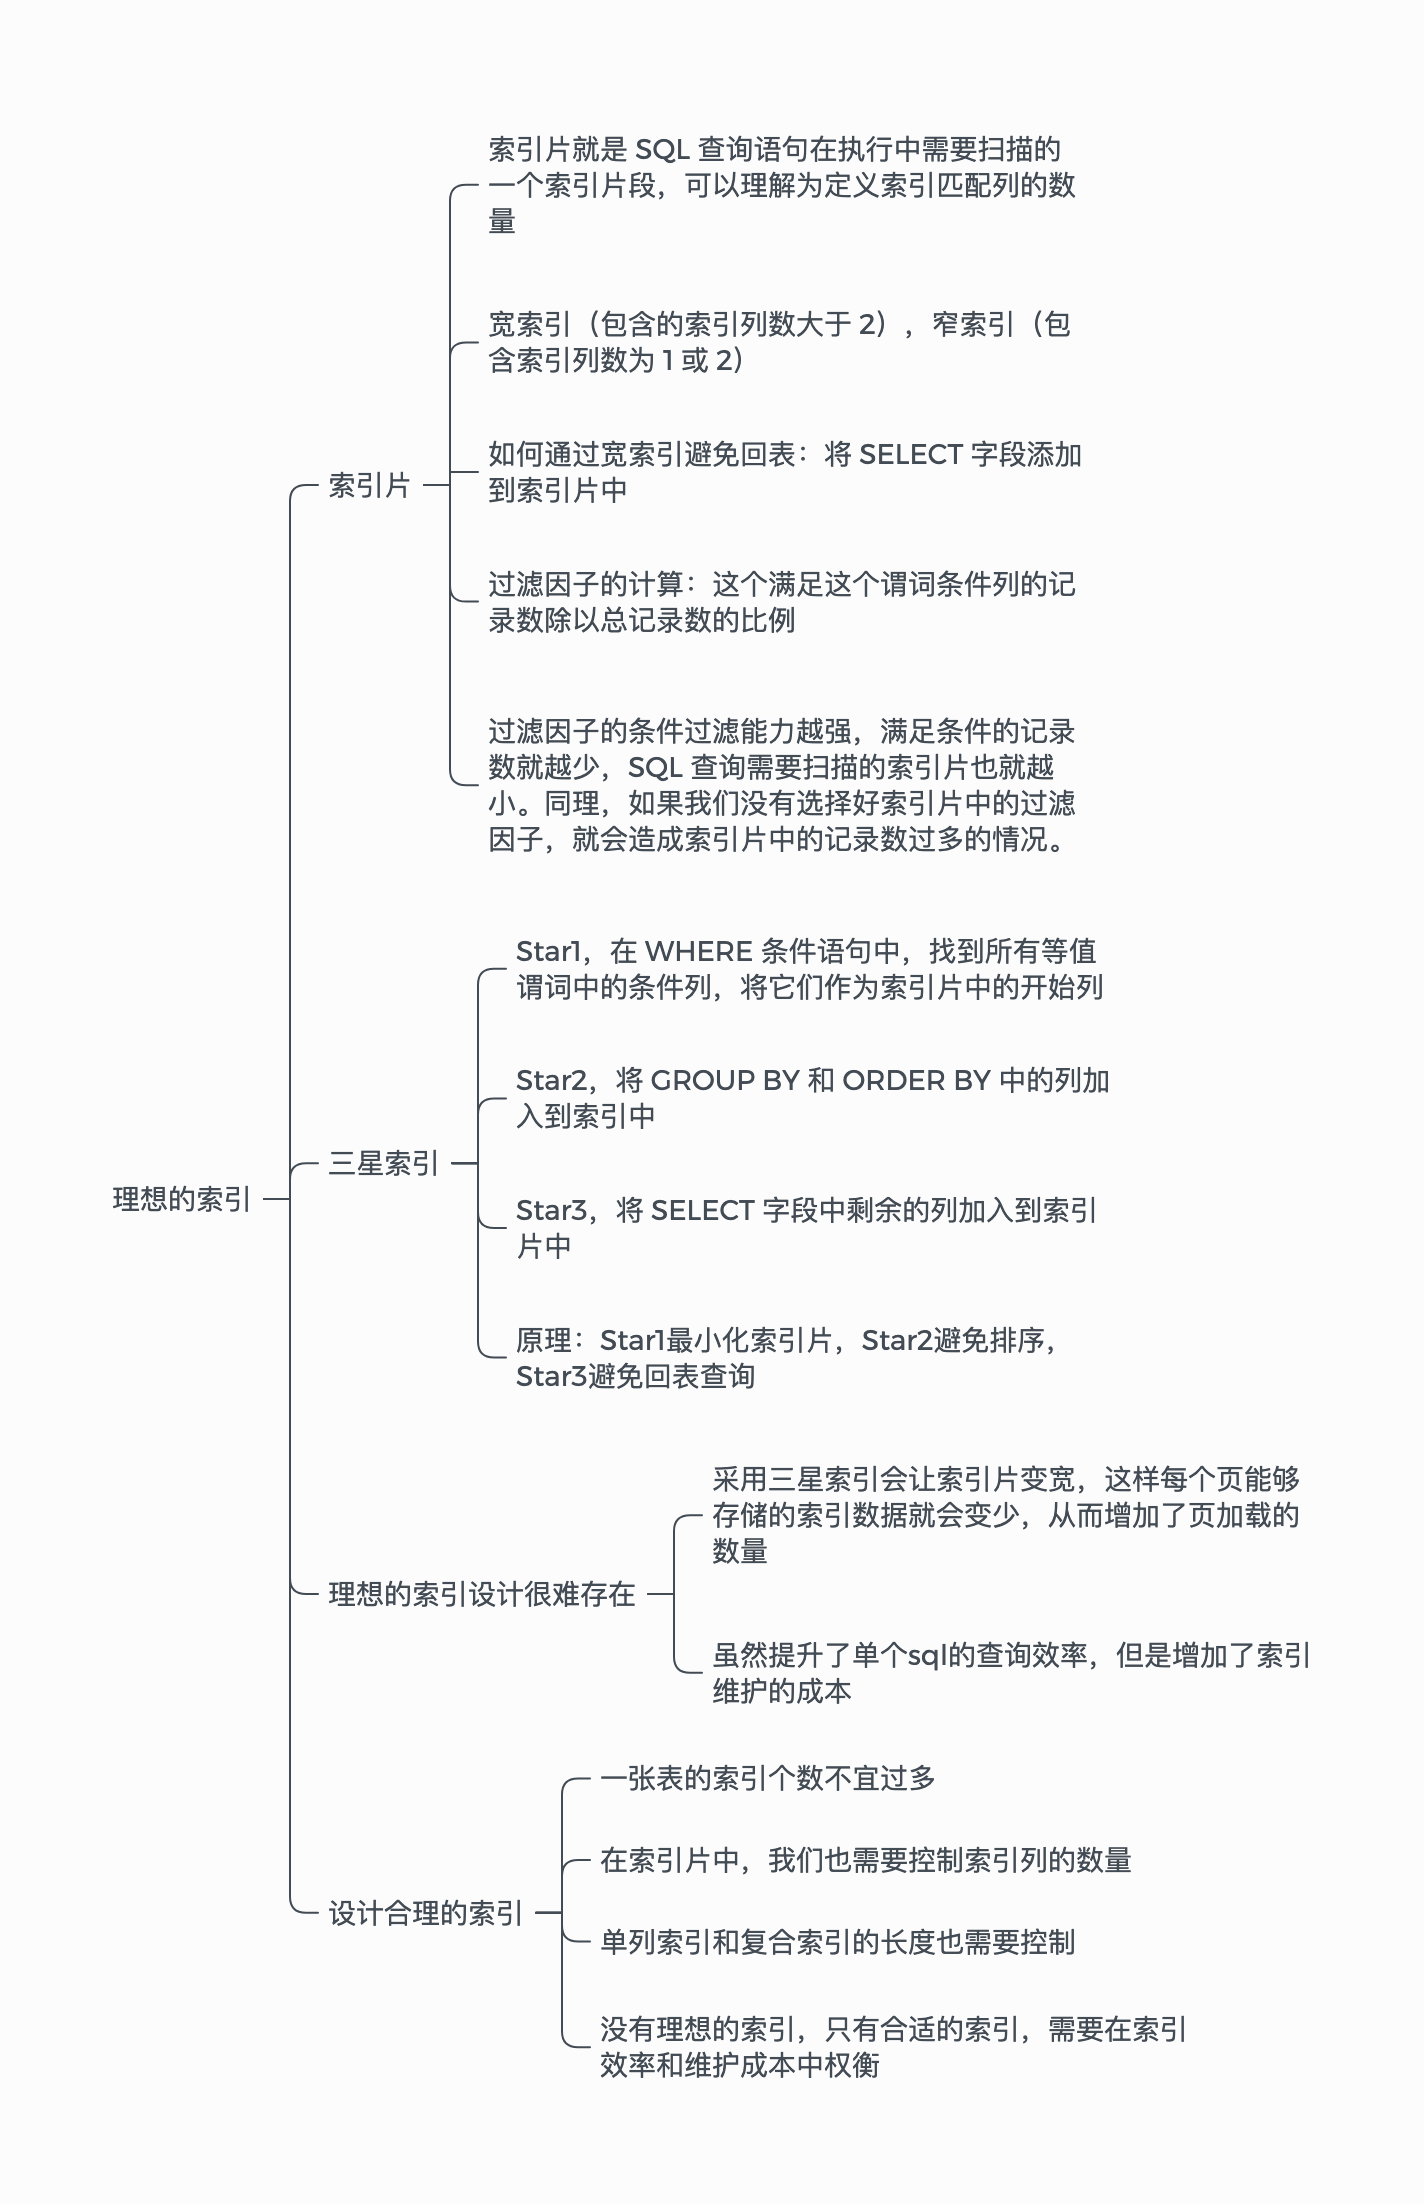 索引片就是 SQL 查询语句在执行中需要扫描的
一个索引片段，可以理解为定义索引匹配列的数
量
宽索引（包含的索引列数大于 2），窄索引（包
含索引列数为 1 或 2）
如何通过宽索引避免回表：将 SELECT 字段添加
到索引片中
索引片
过滤因子的计算：这个满足这个谓词条件列的记
录数除以总记录数的比例
过滤因子的条件过滤能力越强，满足条件的记录
数就越少，SQL 查询需要扫描的索引片也就越
小。同理，如果我们没有选择好索引片中的过滤
因子，就会造成索引片中的记录数过多的情况。
Star1，在 WHERE 条件语句中，找到所有等值
谓词中的条件列，将它们作为索引片中的开始列
Star2，将 GROUP BY 和 ORDER BY 中的列加
入到索引中
三星索引
理想的索引
Star3，将 SELECT 字段中剩余的列加入到索引
片中
原理：Star1最小化索引片，Star2避免排序，
Star3避免回表查询
采用三星索引会让索引片变宽，这样每个页能够
存储的索引数据就会变少，从而增加了页加载的
数量
理想的索引设计很难存在
虽然提升了单个sql的查询效率，但是增加了索引
维护的成本
一张表的索引个数不宜过多
在索引片中，我们也需要控制索引列的数量
设计合理的索引
单列索引和复合索引的长度也需要控制
没有理想的索引，只有合适的索引，需要在索引
效率和维护成本中权衡